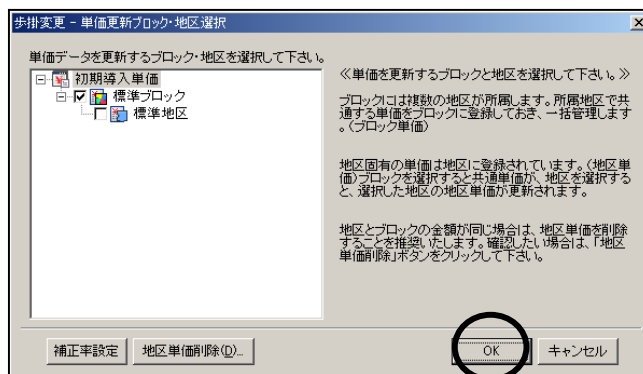 歩掛変更 - 単価更新ブロック・地区選択
単価データを更新するブロック・地区を選択して下さい。
初期導入単価
標準ブロック
標準地区
≪単価を更新するブロックと地区を選択して下さい。≫
ブロックには複数の地区が所属します。所属地区で共
通する単価をブロックに登録しておき、一括管理します
。(ブロック単価)
地区固有の単価は地区に登録されています。(地区単
価)ブロックを選択すると共通単価が、地区を選択する
と、選択した地区の地区単価が更新されます。
地区とブロックの金額が同じ場合は、地区単価を削除
することを推奨いたします。確認したい場合は、「地区
単価削除」ボタンをクリックして下さい。
補正率設定
地区単価削除(D)...
OK
キャンセル